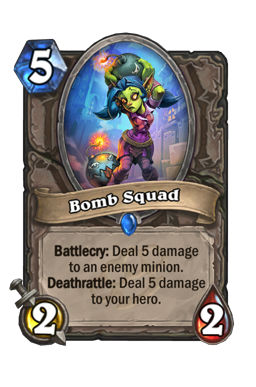 5
Bomb Squad
Battlecry: Deal 5 damage
to an enemy minion.
Deathrattle: Deal 5 damage
to your hero.
2
2